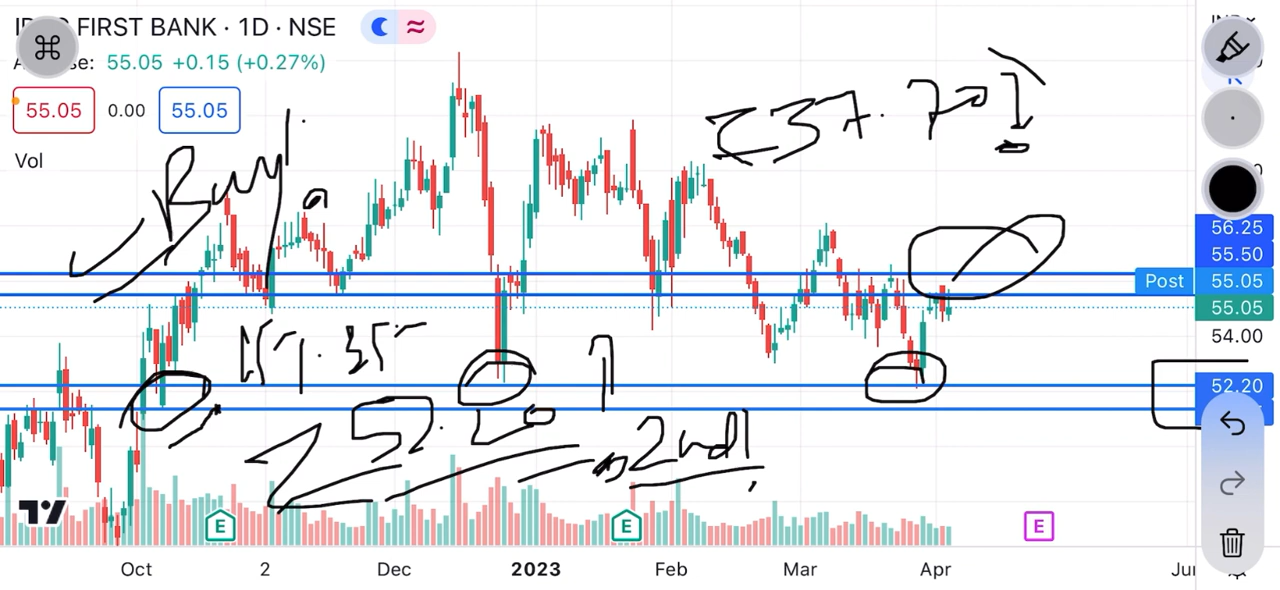 FIRST BANK · 1D · NSE
55.05 +0.15 (+0.27%)
55.05 0.00 55.05
Vol
Buy
37.70
52.20
2nd
56.25
55.50
Post 55.05
55.05
54.00
52.20
E E E
Oct 2 Dec 2023 Feb Mar Apr